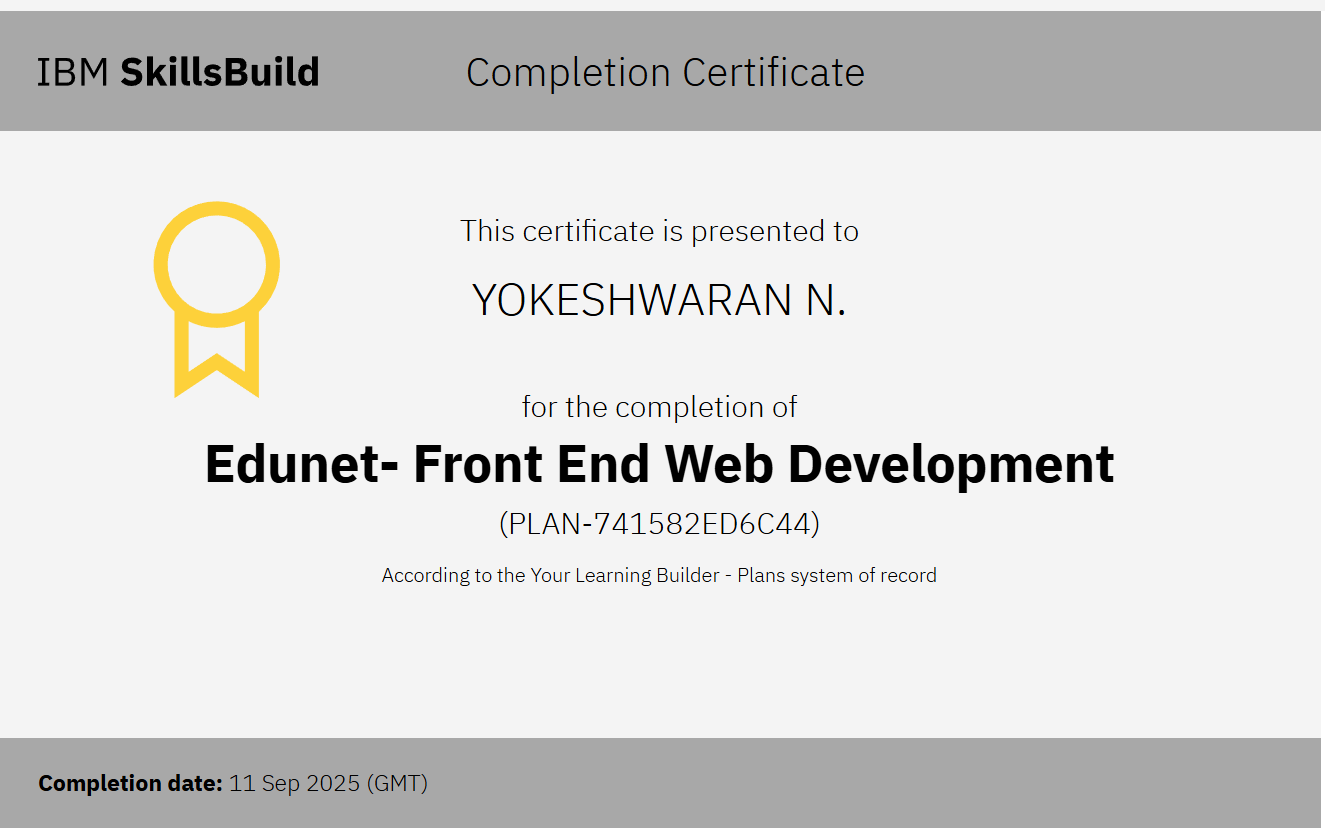 IBM SkillsBuild
Completion Certificate
This certificate is presented to
YOKESHWARAN N.
for the completion of
Edunet- Front End Web Development
(PLAN-741582ED6C44)
According to the Your Learning Builder - Plans system of record
Completion date: 11 Sep 2025 (GMT)